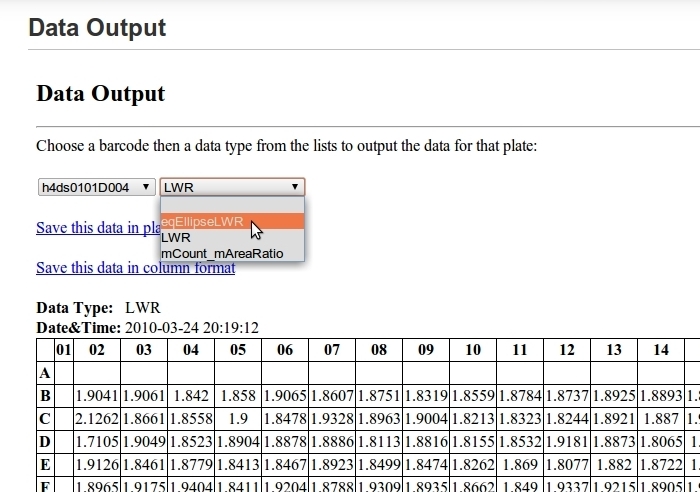 Data Output
Data Output
Choose a barcode then a data type from the lists to output the data for that plate:
h4ds0101D004 LWR
eqEllipseLWR
Save this data in pla
LWR
mCount_mAreaRatio
Save this data in column format
Data Type: LWR
Date&Time: 2010-03-24 20:19:12
01 02 03 04 05 06 07 08 09 10 11 12 13 14
A
B 1.9041 1.9061 1.842 1.858 1.9065 1.8607 1.8751 1.8319 1.8559 1.8784 1.8737 1.8925 1.8893
C 2.1262 1.8661 1.8558 1.9 1.8478 1.9328 1.8963 1.9004 1.8213 1.8323 1.8244 1.8921 1.887
D 1.7105 1.9049 1.8523 1.8904 1.8878 1.8886 1.8113 1.8816 1.8155 1.8532 1.9181 1.8873 1.8065
E 1.9126 1.8461 1.8779 1.8413 1.8467 1.8923 1.8499 1.8474 1.8262 1.869 1.8077 1.882 1.8722
F 1.8965 1.9175 1.9404 1.8411 1.9204 1.8788 1.9309 1.8935 1.8662 1.849 1.9337 1.9215 1.8905